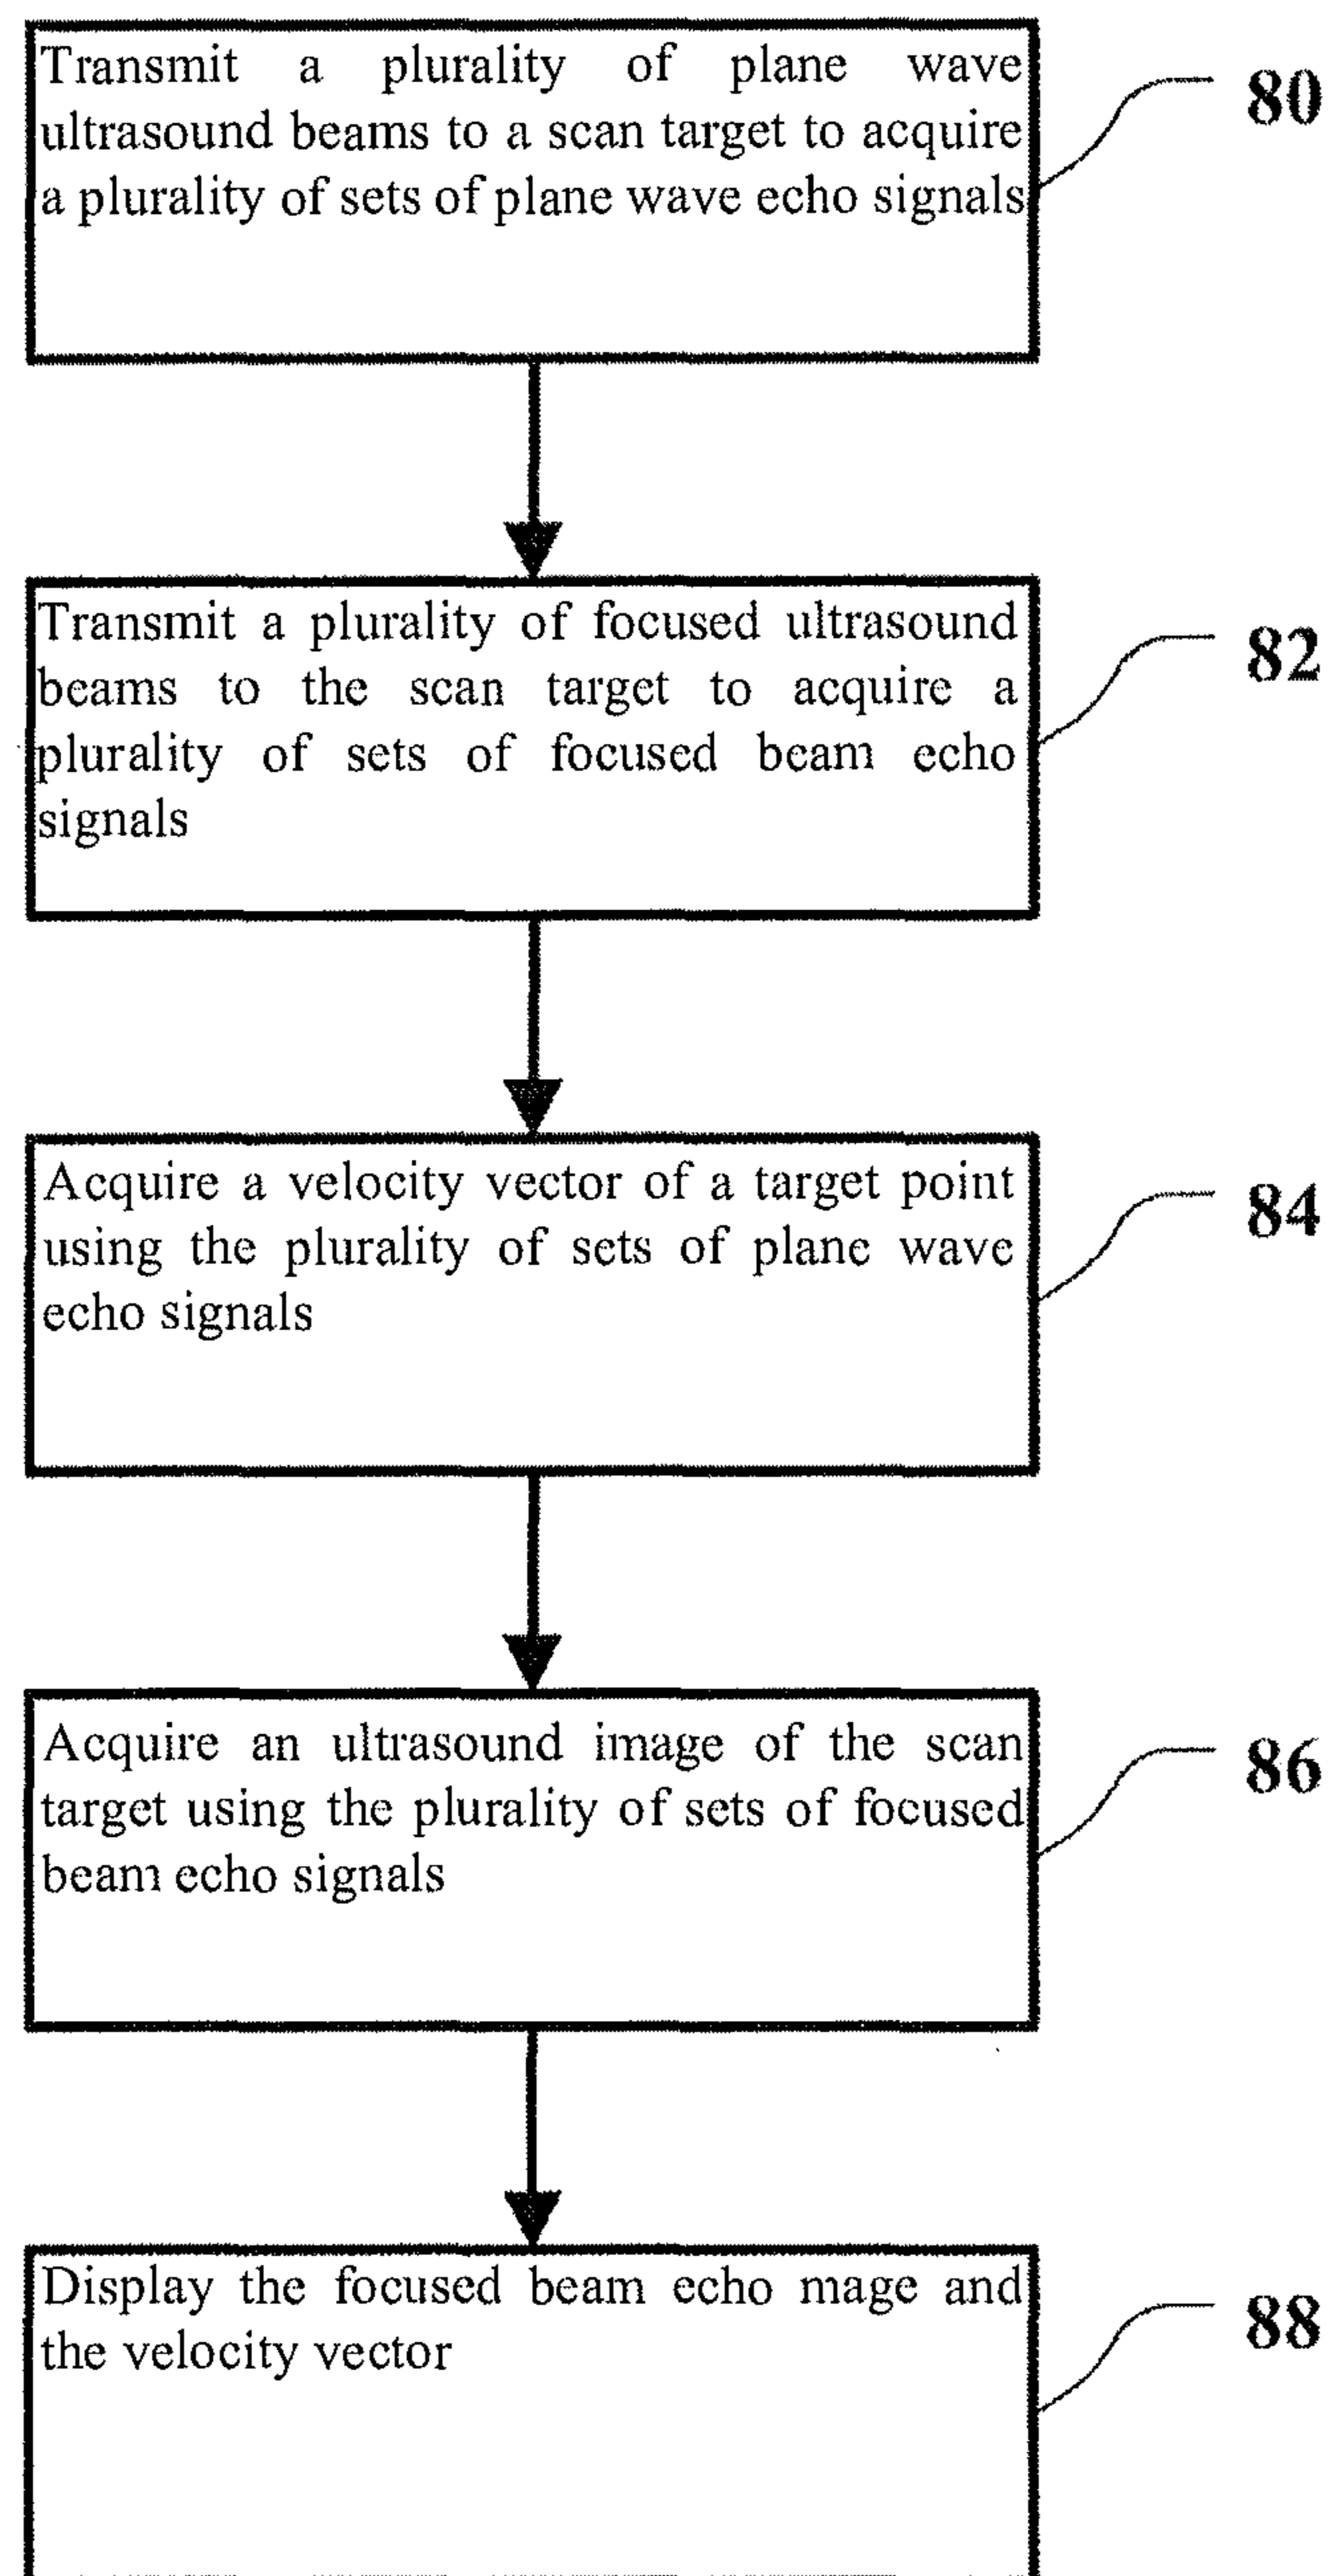 Transmit a plurality of plane wave
ultrasound beams to a scan target to acquire
a plurality of sets of plane wave echo signals
80
Transmit a plurality of focused ultrasound
beams to the scan target to acquire a
plurality of sets of focused beam echo
signals
82
Acquire a velocity vector of a target point
using the plurality of sets of plane wave
echo signals
84
Acquire an ultrasound image of the scan
target using the plurality of sets of focused
beam echo signals
86
Display the focused beam echo mage and
the velocity vector
88